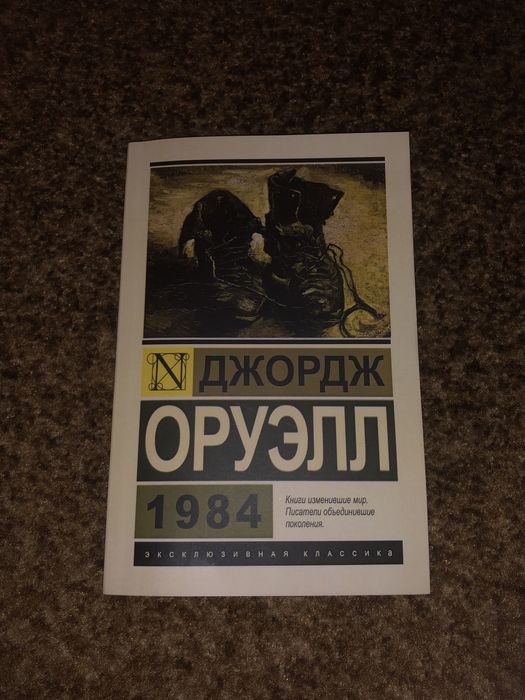 N
ДЖОРДЖ
ОРУЭЛЛ
1984
Книги изменившие мир.
Писатели объединившие
поколения.
ЭКСКЛЮЗИВНАЯ КЛАССИКА